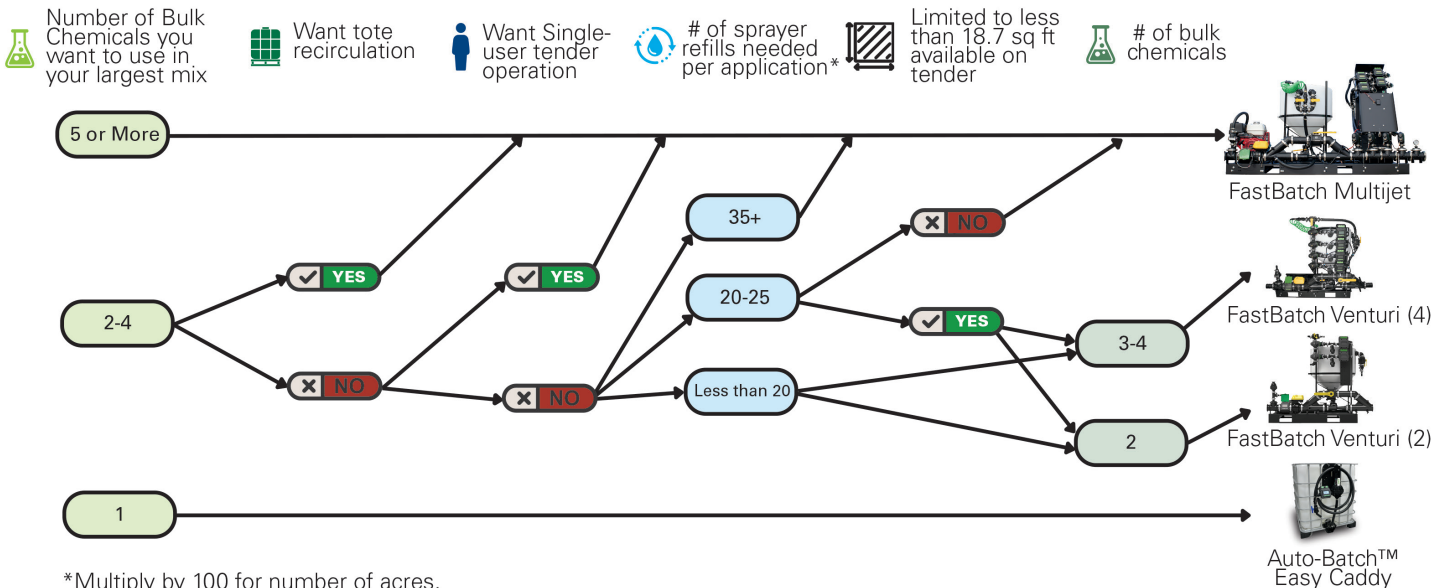 Number of Bulk
Chemicals you
want to use in
your largest mix
Want tote
recirculation
Want Single-
user tender
operation
# of sprayer
refills needed
per application*
Limited to less
than 18.7 sq ft
available on
tender
# of bulk
chemicals
5 or More
FastBatch Multijet
35+
NO
YES
YES
20-25
2-4
YES
3-4
FastBatch Venturi (4)
NO
NO
Less than 20
2
FastBatch Venturi (2)
1
Auto-Batch™
Easy Caddy
*Multiply by 100 for number of acres.